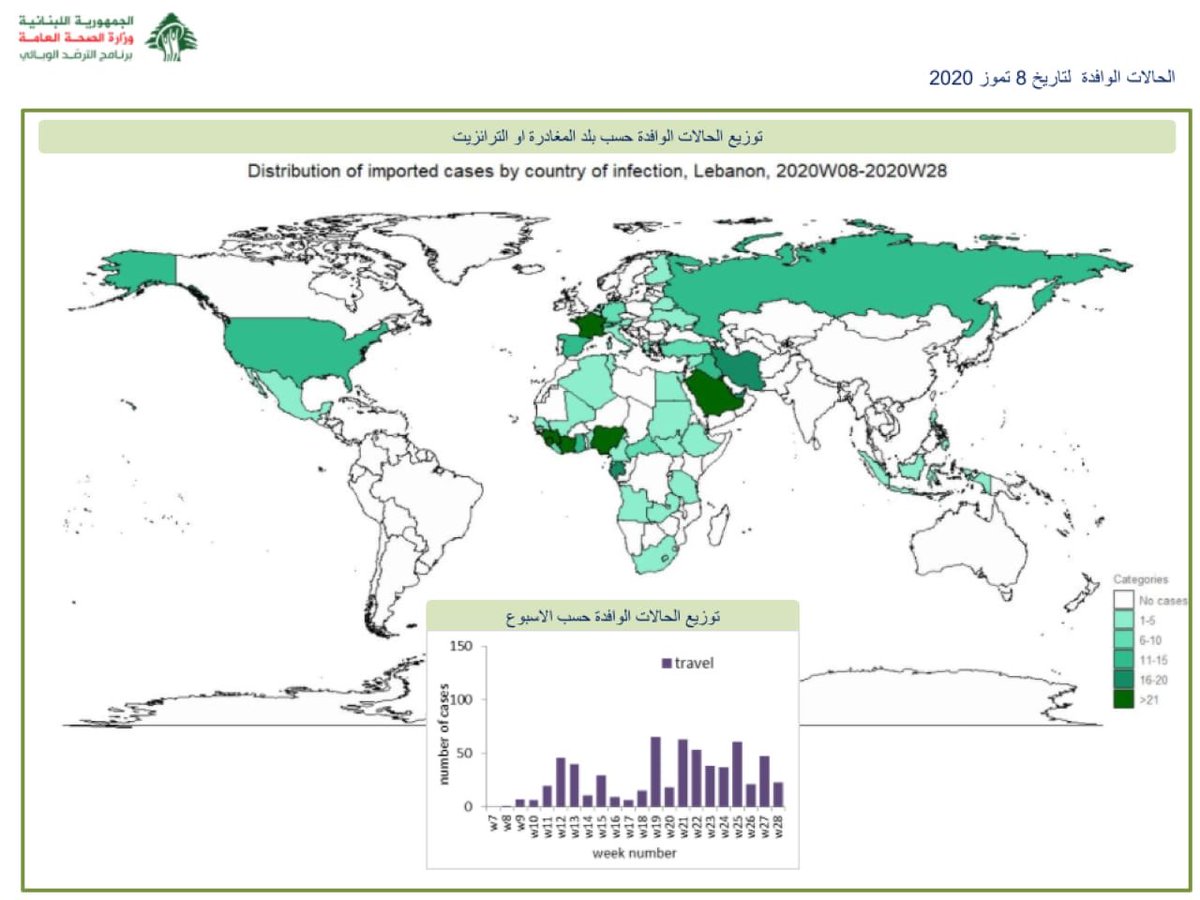 الجمهورية اللبنانية
وزارة الصحة العامة
برنامج الترصد الوبائي
الحالات الوافدة لتاريخ 8 تموز 2020
توزيع الحالات الوافدة حسب بلد المغادرة او الترانزيت
Distribution of imported cases by country of infection, Lebanon, 2020W08-2020W28
Categories
No cases
1-5
6-10
11-15
16-20
>21
توزيع الحالات الوافدة حسب الاسبوع
travel
number of cases
150
100
50
0
w7 w8 w9 w10 w11 w12 w13 w14 w15 w16 w17 w18 w19 w20 w21 w22 w23 w24 w25 w26 w27 w28
week number